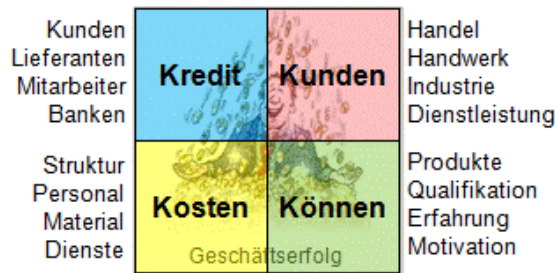 Kunden
Lieferanten
Mitarbeiter
Banken
Kredit
Kunden
Handel
Handwerk
Industrie
Dienstleistung
Struktur
Personal
Material
Dienste
Kosten
Können
Produkte
Qualifikation
Erfahrung
Motivation
Geschäftserfolg